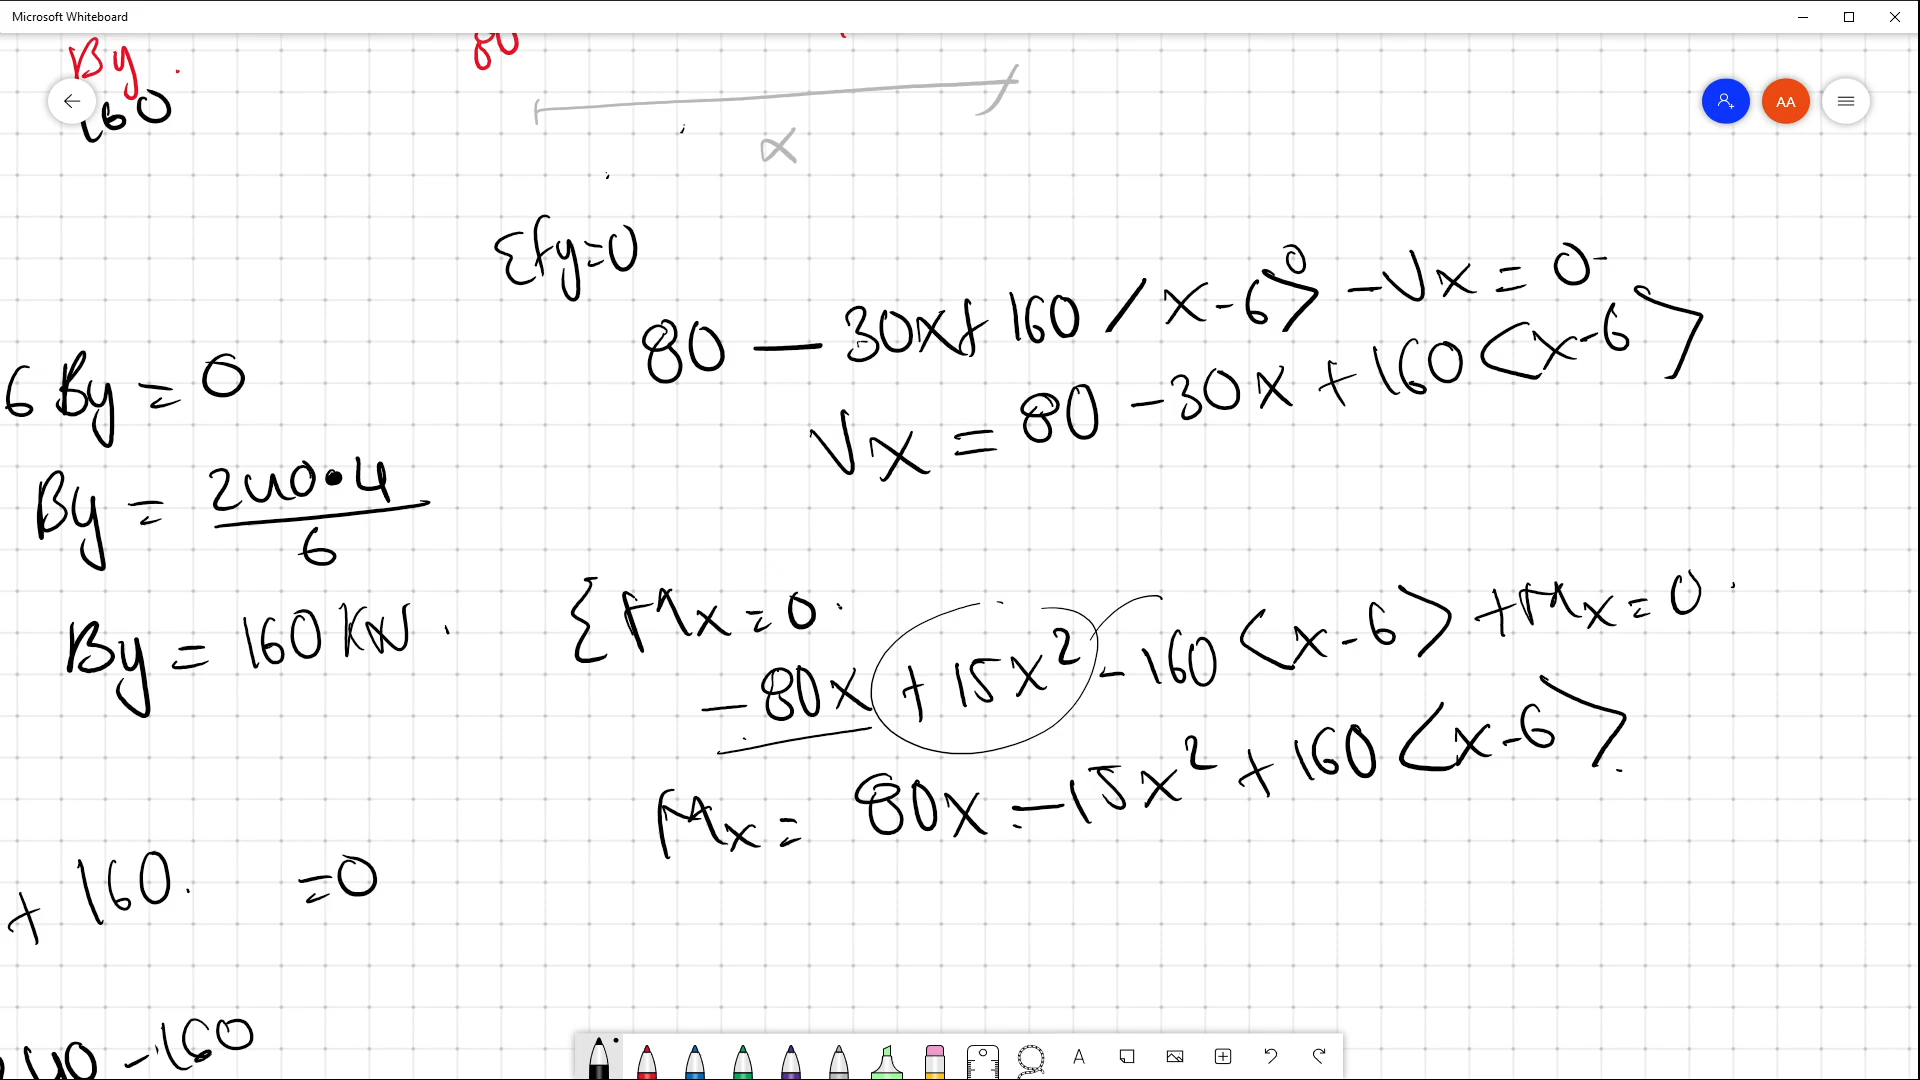 Microsoft Whiteboard
By
160
80
x
AA
Σfy=0
80 - 30x + 160 <x-6>⁰ - Vx = 0
Vx = 80 - 30x + 160 <x-6>
6 By = 0
By = 240•4
6
By = 160 KN.
ΣMx = 0
-80x + 15x² - 160 <x-6> + Mx = 0
Mx = 80x - 15x² + 160 <x-6>
+ 160. = 0
240 - 160
A